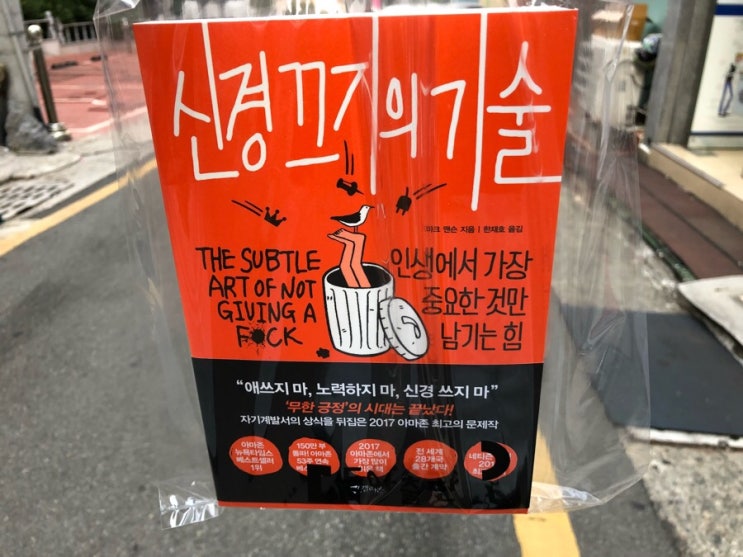 신경 끄기의 기술
마크 맨슨 지음 | 한재호 옮김
THE SUBTLE
ART OF NOT
GIVING A
F*CK
인생에서 가장
중요한 것만
남기는 힘
“애쓰지 마, 노력하지 마, 신경 쓰지 마”
‘무한 긍정’의 시대는 끝났다!
자기계발서의 상식을 뒤집은 2017 아마존 최고의 문제작
아마존
뉴욕타임스
베스트셀러
1위
150만 부
돌파! 아마존
53주 연속
2017
아마존에서
가장 많이
읽은 책
전 세계
28개국
출간 계약